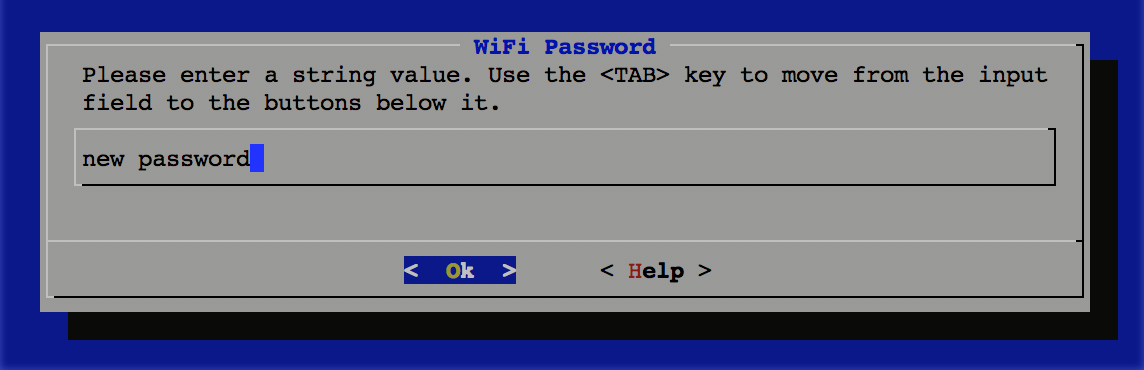 WiFi Password
Please enter a string value. Use the <TAB> key to move from the input
field to the buttons below it.
new password
< Ok > < Help >